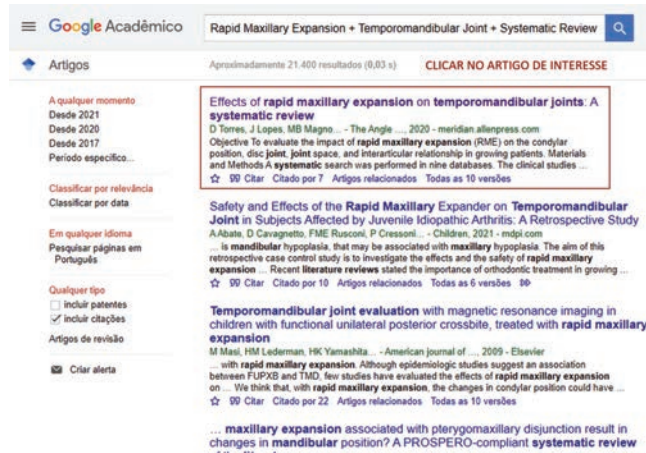 Google Acadêmico
Rapid Maxillary Expansion + Temporomandibular Joint + Systematic Review
Artigos
Aproximadamente 21.400 resultados (0,03 s)
CLICAR NO ARTIGO DE INTERESSE
A qualquer momento
Desde 2021
Desde 2020
Desde 2017
Período específico...
Classificar por relevância
Classificar por data
Em qualquer idioma
Pesquisar páginas em
Português
Qualquer tipo
incluir patentes
incluir citações
Artigos de revisão
Criar alerta
Effects of rapid maxillary expansion on temporomandibular joints: A
systematic review
D Torres, J Lopes, MB Magno... - The Angle ..., 2020 - meridian.allenpress.com
Objective To evaluate the impact of rapid maxillary expansion (RME) on the condylar
position, disc joint, joint space, and interarticular relationship in growing patients. Materials
and Methods A systematic search was performed in nine databases. The clinical studies ...
Citar Citado por 7 Artigos relacionados Todas as 10 versões
Safety and Effects of the Rapid Maxillary Expander on Temporomandibular
Joint in Subjects Affected by Juvenile Idiopathic Arthritis: A Retrospective Study
A Abate, D Cavagnetto, FME Rusconi, P Cressoni... - Children, 2021 - mdpi.com
... is mandibular hypoplasia, that may be associated with maxillary hypoplasia. The aim of this
retrospective case control study is to investigate the effects and the safety of rapid maxillary
expansion ... Recent literature reviews stated the importance of orthodontic treatment in growing ...
Citar Citado por 10 Artigos relacionados Todas as 6 versões
Temporomandibular joint evaluation with magnetic resonance imaging in
children with functional unilateral posterior crossbite, treated with rapid maxillary
expansion
M Masi, HM Lederman, HK Yamashita... - American journal of ..., 2009 - Elsevier
... with rapid maxillary expansion. Although epidemiologic studies suggest an association
between FUPXB and TMD, few studies have evaluated the effects of rapid maxillary expansion
on ... We think that, with rapid maxillary expansion, the changes in condylar position could have ...
Citar Citado por 22 Artigos relacionados Todas as 10 versões
... maxillary expansion associated with pterygomaxillary disjunction result in
changes in mandibular position? A PROSPERO-compliant systematic review